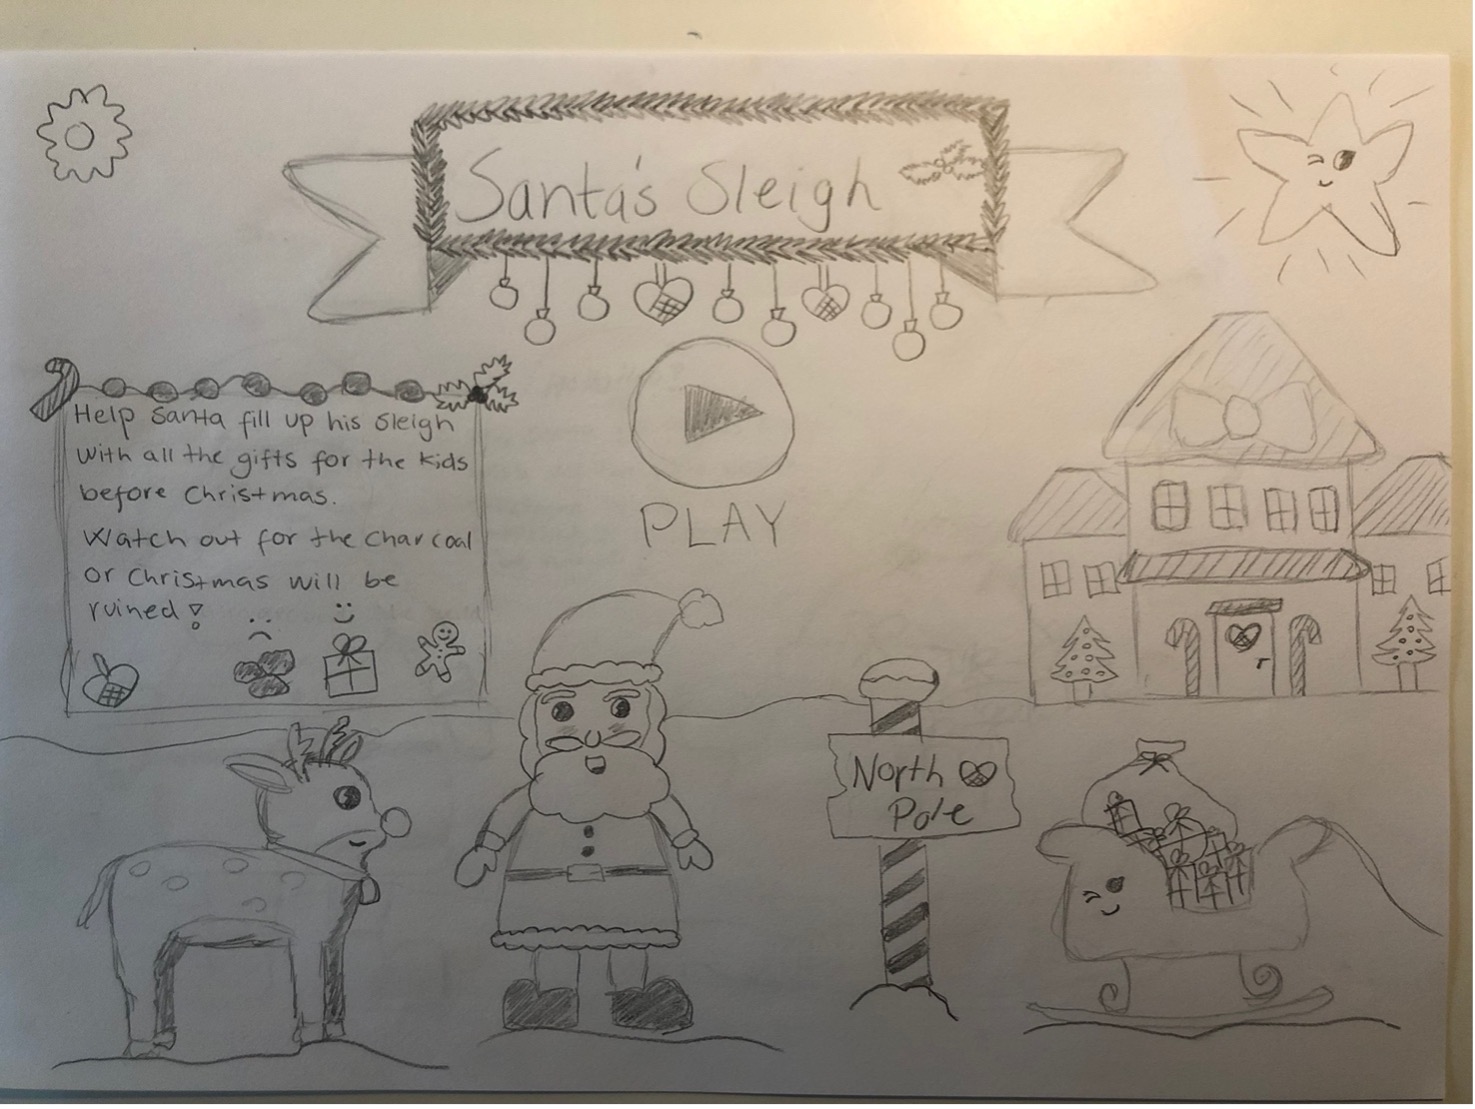 Santa's Sleigh
Help Santa fill up his sleigh
with all the gifts for the kids
before Christmas.
Watch out for the charcoal
or Christmas will be
ruined!
PLAY
North
Pole